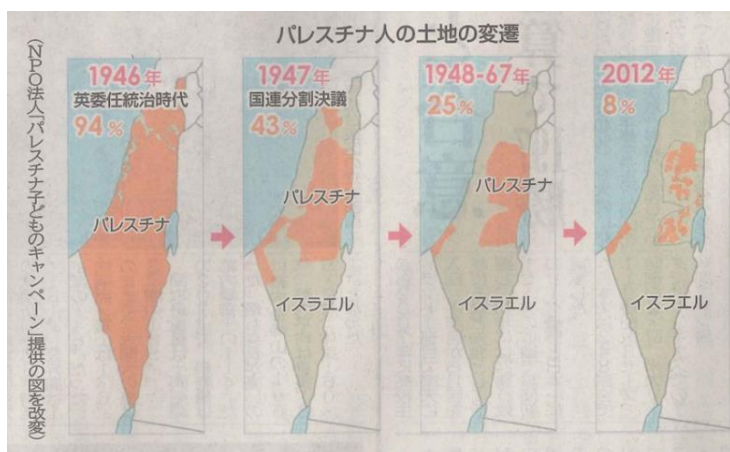 パレスチナ人の土地の変遷
1946年
英委任統治時代
94%
パレスチナ
1947年
国連分割決議
43%
パレスチナ
イスラエル
1948-67年
25%
パレスチナ
イスラエル
2012年
8%
イスラエル
(NPO法人「パレスチナ子どものキャンペーン」提供の図を改変)